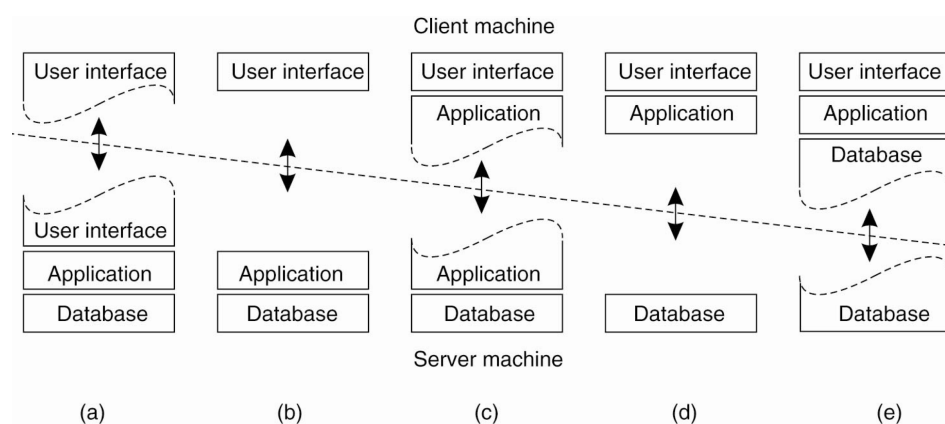 Client machine
User interface User interface User interface User interface User interface
Application Application Application
Database
User interface
Application Application Application
Database Database Database Database Database
Server machine
(a) (b) (c) (d) (e)